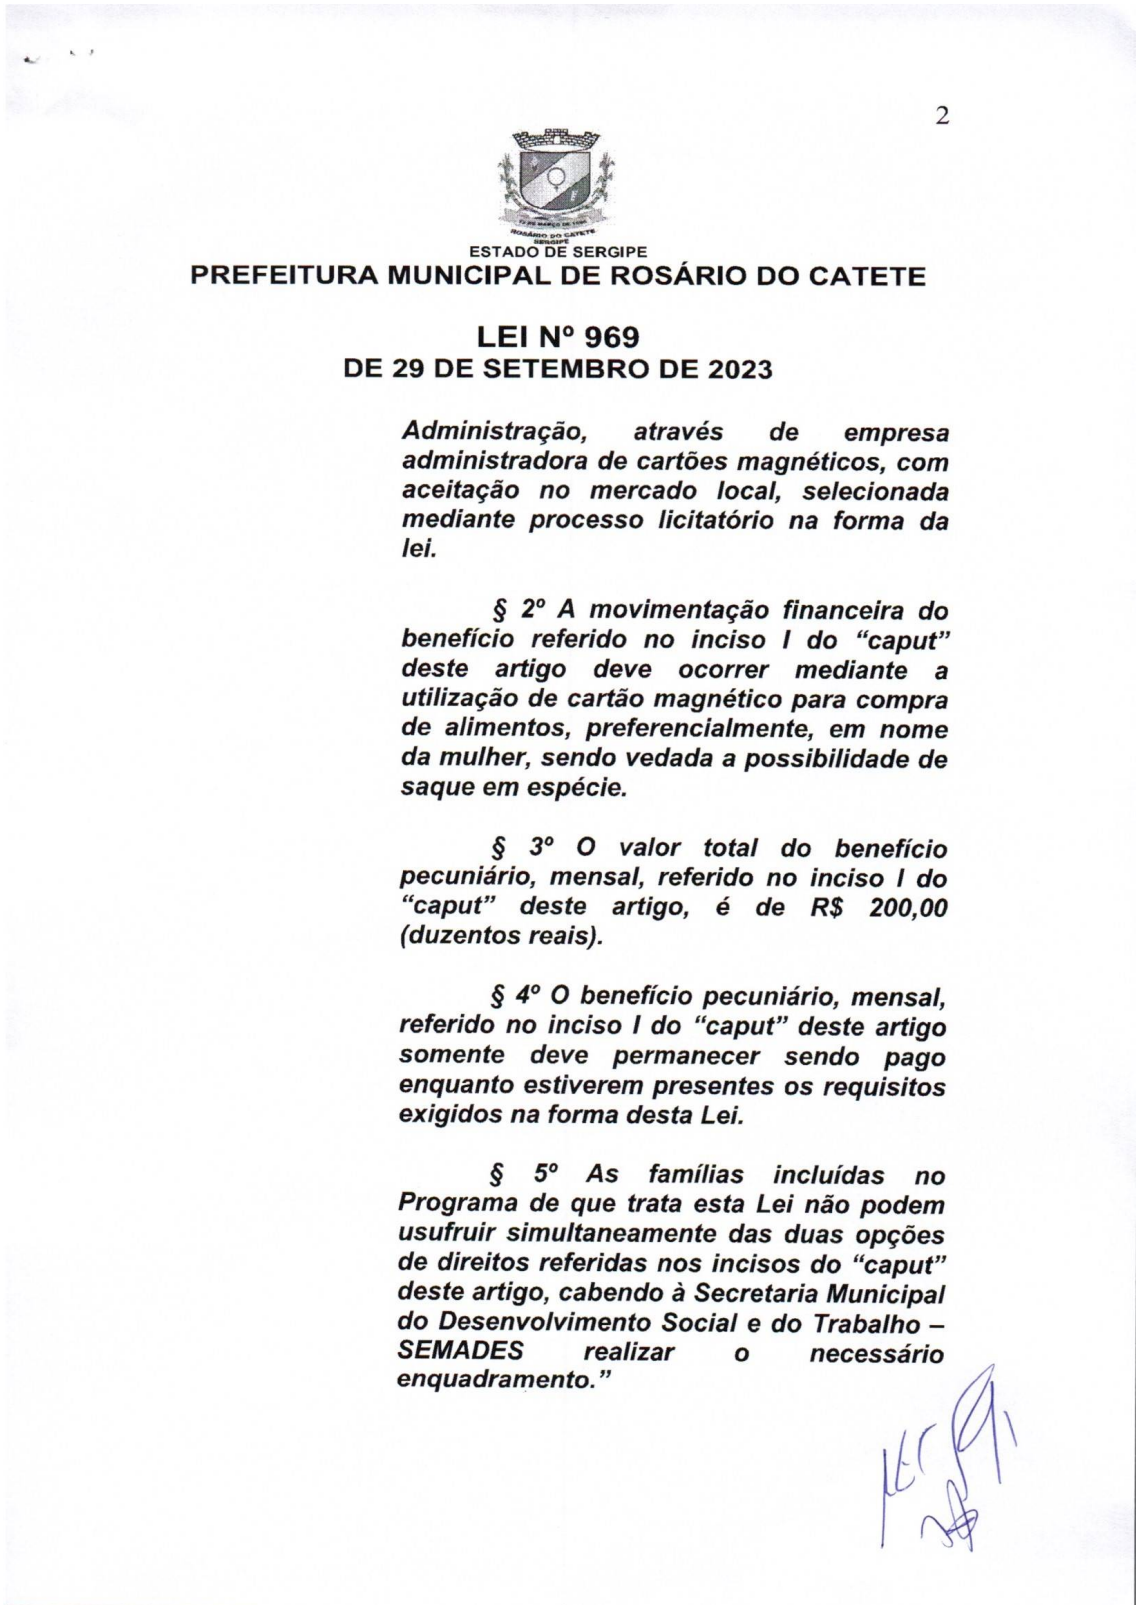 2
ROSÁRIO DO CATETE
SERGIPE
ESTADO DE SERGIPE
PREFEITURA MUNICIPAL DE ROSÁRIO DO CATETE
LEI Nº 969
DE 29 DE SETEMBRO DE 2023
Administração, através de empresa
administradora de cartões magnéticos, com
aceitação no mercado local, selecionada
mediante processo licitatório na forma da
lei.
§ 2º A movimentação financeira do
benefício referido no inciso I do “caput”
deste artigo deve ocorrer mediante a
utilização de cartão magnético para compra
de alimentos, preferencialmente, em nome
da mulher, sendo vedada a possibilidade de
saque em espécie.
§ 3º O valor total do benefício
pecuniário, mensal, referido no inciso I do
“caput” deste artigo, é de R$ 200,00
(duzentos reais).
§ 4º O benefício pecuniário, mensal,
referido no inciso I do “caput” deste artigo
somente deve permanecer sendo pago
enquanto estiverem presentes os requisitos
exigidos na forma desta Lei.
§ 5º As famílias incluídas no
Programa de que trata esta Lei não podem
usufruir simultaneamente das duas opções
de direitos referidas nos incisos do “caput”
deste artigo, cabendo à Secretaria Municipal
do Desenvolvimento Social e do Trabalho –
SEMADES realizar o necessário
enquadramento.”